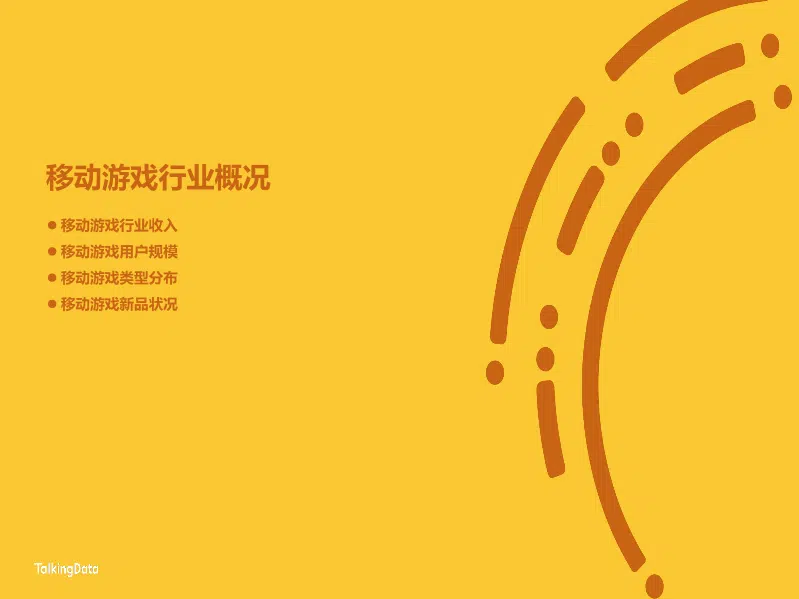 移动游戏行业概况
● 移动游戏行业收入
● 移动游戏用户规模
● 移动游戏类型分布
● 移动游戏新品状况
TalkingData